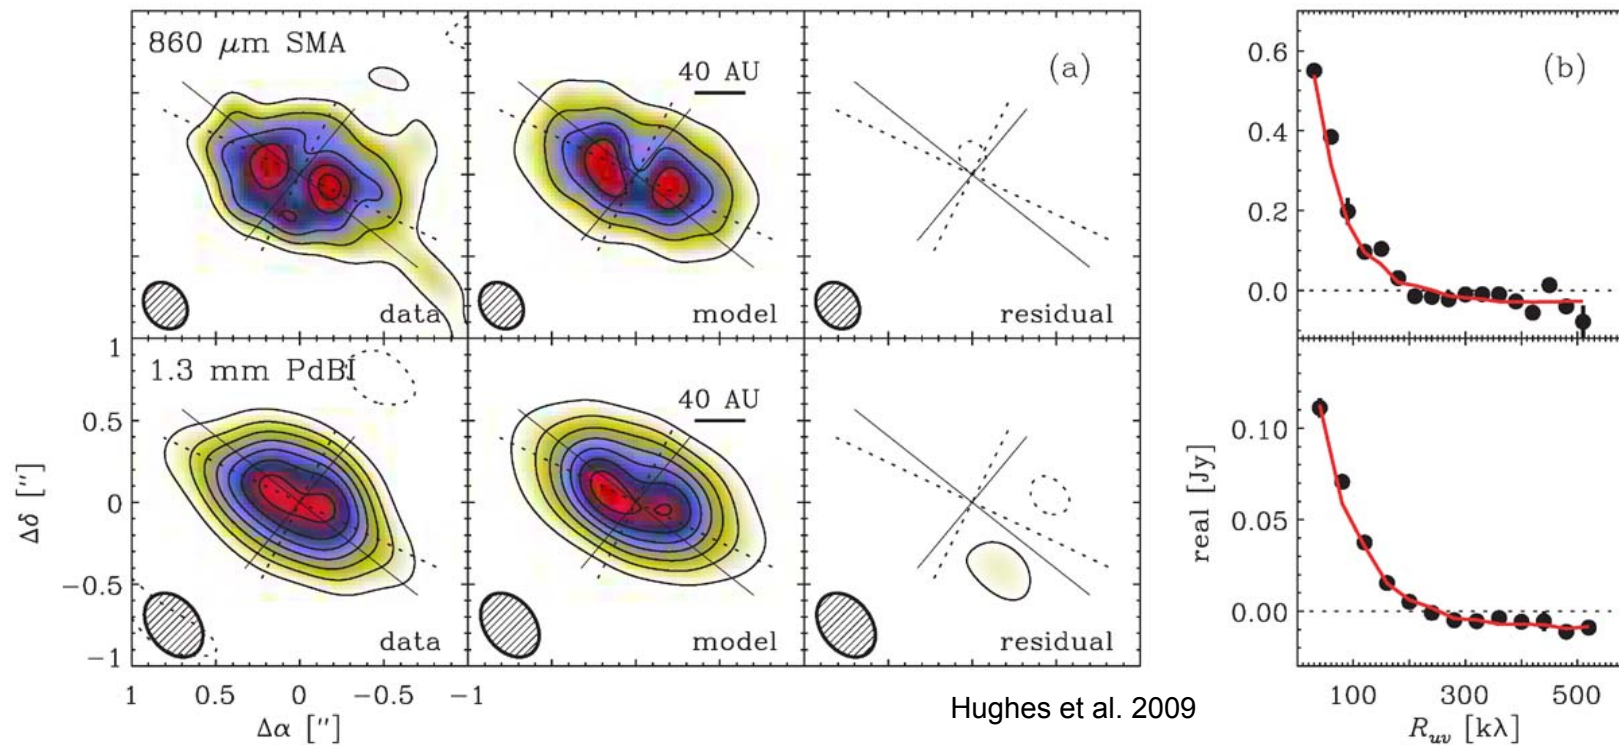 860 μm SMA
data
40 AU
model
(a)
residual
0.6
0.4
0.2
0.0
(b)
1.3 mm PdBI
data
40 AU
model
residual
1
0.5
0
−0.5
−1
Δδ ["]
1 0.5 0 −0.5 −1
Δα ["]
Hughes et al. 2009
real [Jy]
0.10
0.05
0.00
100 300 500
R_uv [kλ]